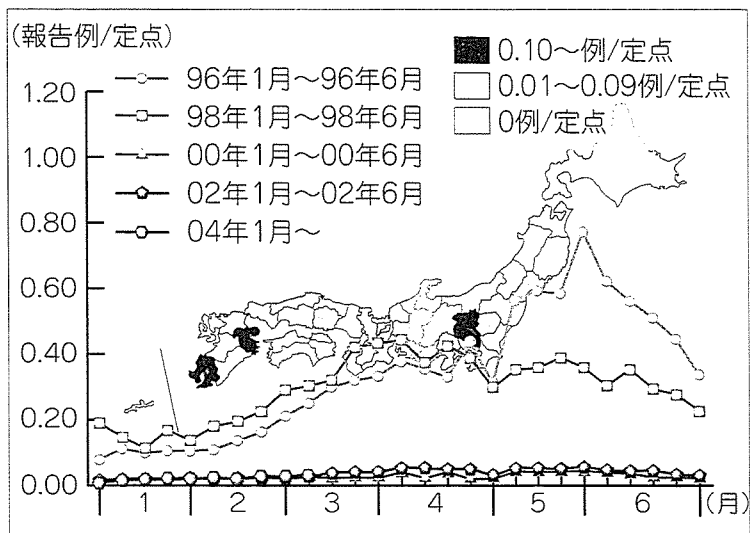 (報告例/定点)
0.10〜例/定点
0.01〜0.09例/定点
0例/定点
96年1月〜96年6月
98年1月〜98年6月
00年1月〜00年6月
02年1月〜02年6月
04年1月〜
1.20
1.00
0.80
0.60
0.40
0.20
0.00
1 2 3 4 5 6 (月)